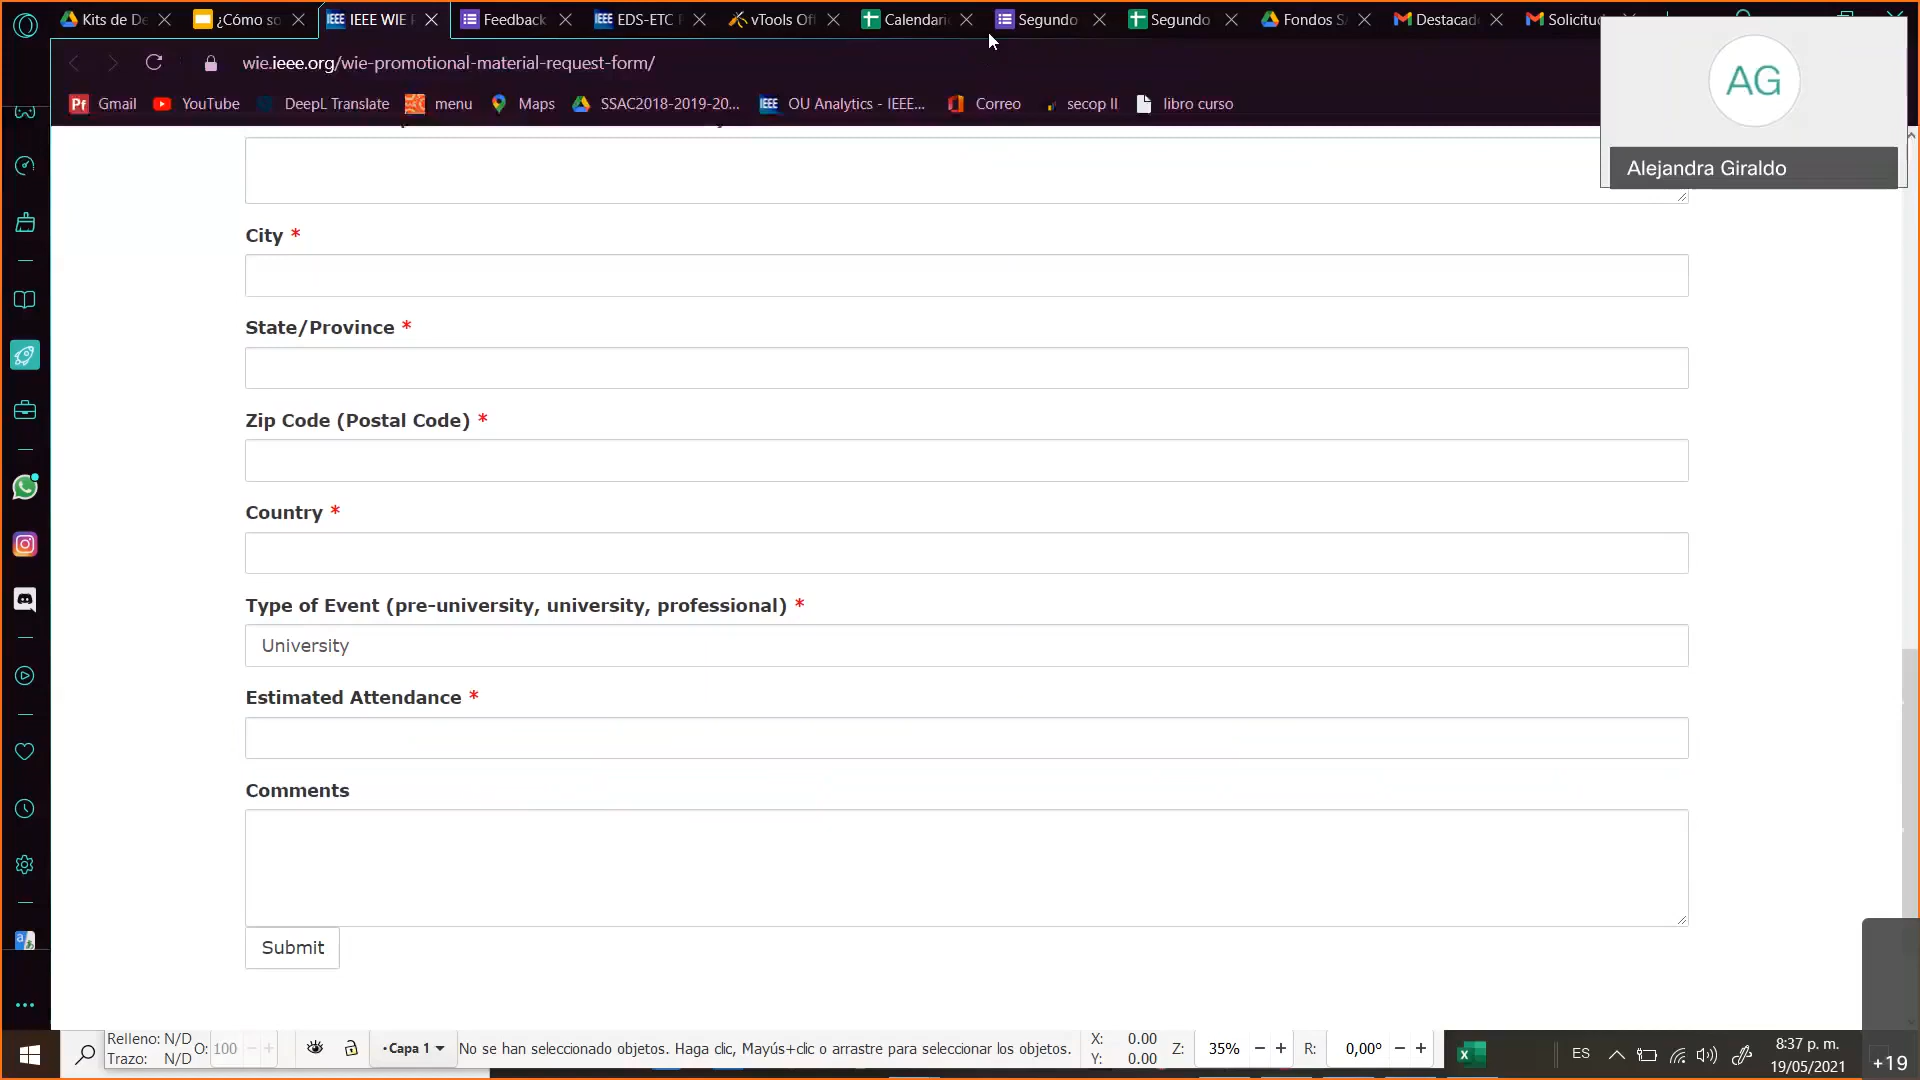 Kits de De
¿Cómo so
IEEE WIE
Feedback
EDS-ETC
vTools Off
Calendari
Segundo
Segundo
Fondos SA
Destacad
Solicitud
wie.ieee.org/wie-promotional-material-request-form/
Gmail
YouTube
DeepL Translate
menu
Maps
SSAC2018-2019-20...
OU Analytics - IEEE...
Correo
secop II
libro curso
AG
Alejandra Giraldo
City *
State/Province *
Zip Code (Postal Code) *
Country *
Type of Event (pre-university, university, professional) *
University
Estimated Attendance *
Comments
Submit
Relleno: N/D
Trazo: N/D
O: 100
•Capa 1
No se han seleccionado objetos. Haga clic, Mayús+clic o arrastre para seleccionar los objetos.
X: 0.00
Y: 0.00
Z: 35%
R: 0,00º
ES
8:37 p. m.
19/05/2021
+19